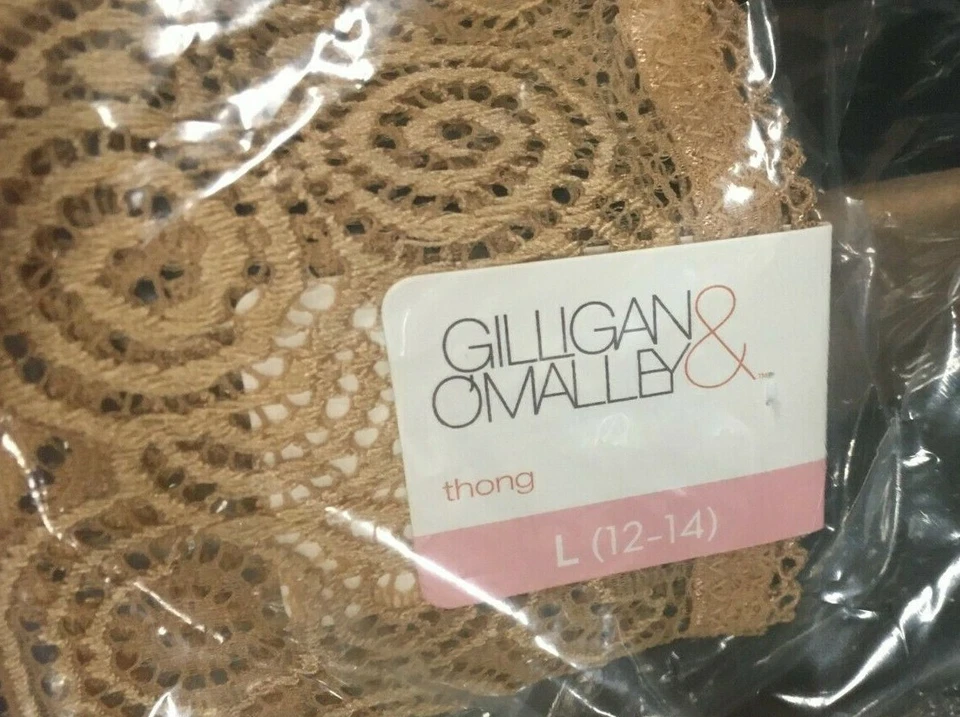 GILLIGAN &
O'MALLEY
thong
L (12-14)